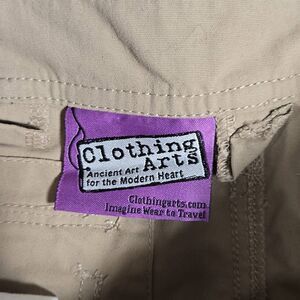 Clothing
Arts
Ancient Art
for the Modern Heart
Clothingarts.com
Imagine Wear to Travel